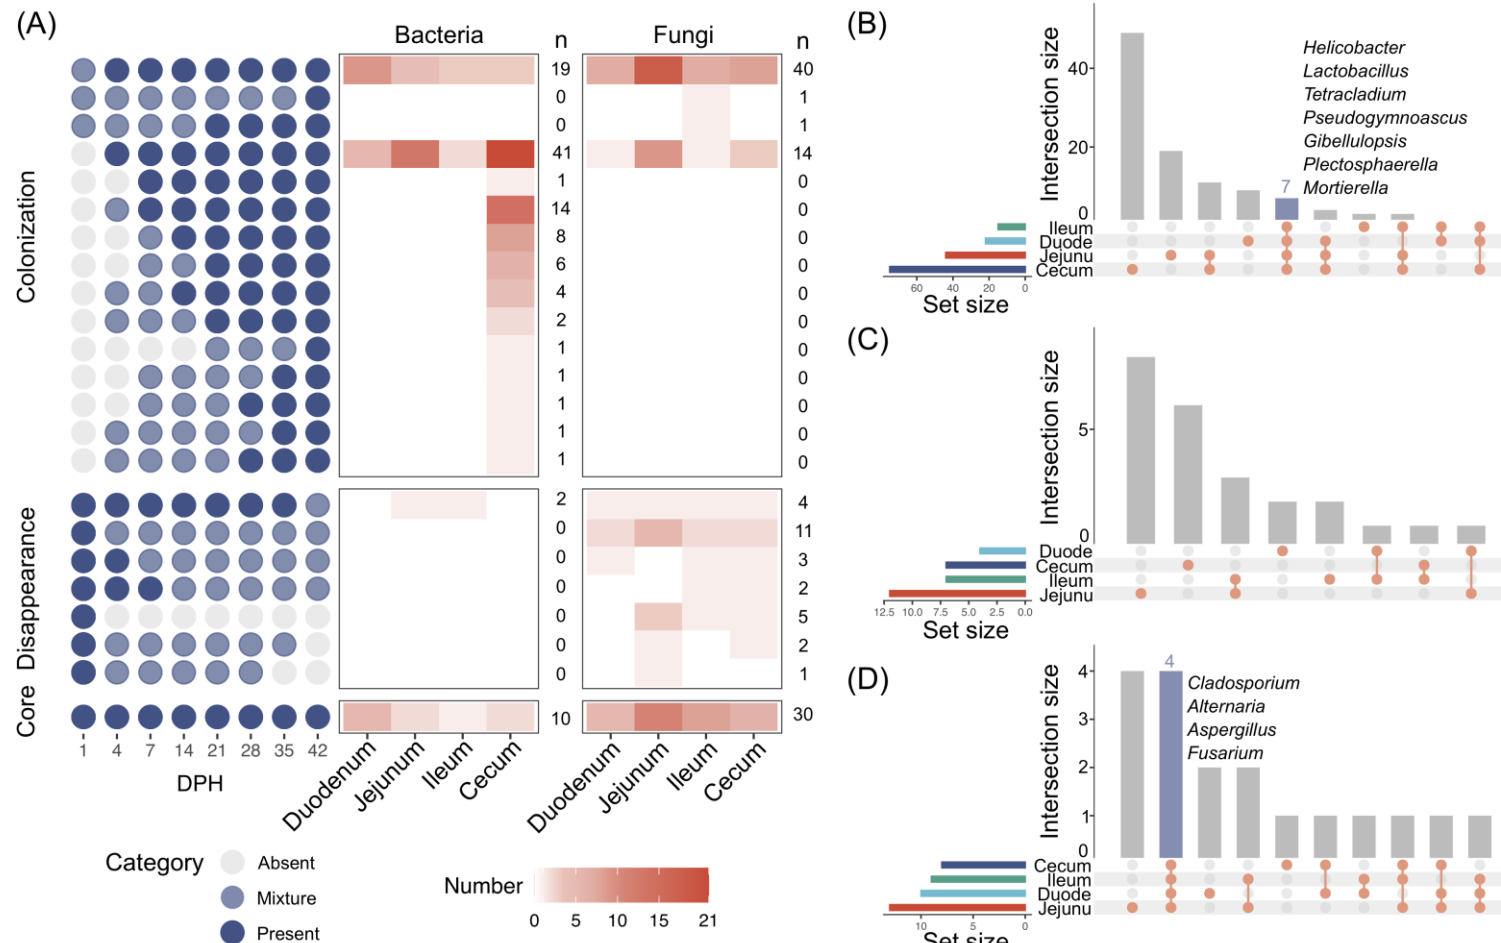 (A)
Bacteria
n
Fungi
n
Colonization
19
0
0
41
1
14
8
6
4
2
1
1
1
1
1
40
1
1
14
0
0
0
0
0
0
0
0
0
0
0
Disappearance
2
0
0
0
0
0
0
4
11
3
2
5
2
1
Core
10
30
1 4 7 14 21 28 35 42
DPH
Duodenum
Jejunum
Ileum
Cecum
Duodenum
Jejunum
Ileum
Cecum
Category
Absent
Mixture
Present
Number
0 5 10 15 21
(B)
Intersection size
40
20
0
7
Helicobacter
Lactobacillus
Tetracladium
Pseudogymnoascus
Gibellulopsis
Plectosphaerella
Mortierella
Ileum
Duode
Jejunu
Cecum
60 40 20 0
Set size
(C)
Intersection size
5
0
Duode
Cecum
Ileum
Jejunu
12.5 10.0 7.5 5.0 2.5 0.0
Set size
(D)
Intersection size
4
3
2
1
0
4
Cladosporium
Alternaria
Aspergillus
Fusarium
Cecum
Ileum
Duode
Jejunu
10 5 0
Set size